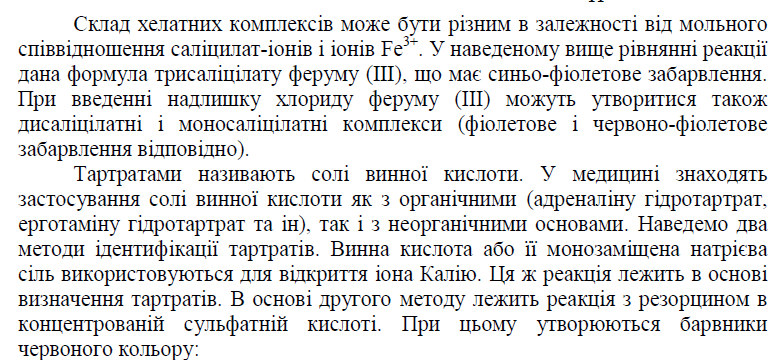 Склад хелатних комплексів може бути різним в залежності від мольного
співвідношення саліцилат-іонів і іонів Fe³⁺. У наведеному вище рівнянні реакції
дана формула трисаліцілату феруму (ІІІ), що має синьо-фіолетове забарвлення.
При введенні надлишку хлориду феруму (ІІІ) можуть утворитися також
дисаліцілатні і моносаліцілатні комплекси (фіолетове і червоно-фіолетове
забарвлення відповідно).
Тартратами називають солі винної кислоти. У медицині знаходять
застосування солі винної кислоти як з органічними (адреналіну гідротартрат,
ерготаміну гідротартрат та ін), так і з неорганічними основами. Наведемо два
методи ідентифікації тартратів. Винна кислота або її монозаміщена натрієва
сіль використовуються для відкриття іона Калію. Ця ж реакція лежить в основі
визначення тартратів. В основі другого методу лежить реакція з резорцином в
концентрованій сульфатній кислоті. При цьому утворюються барвники
червоного кольору: